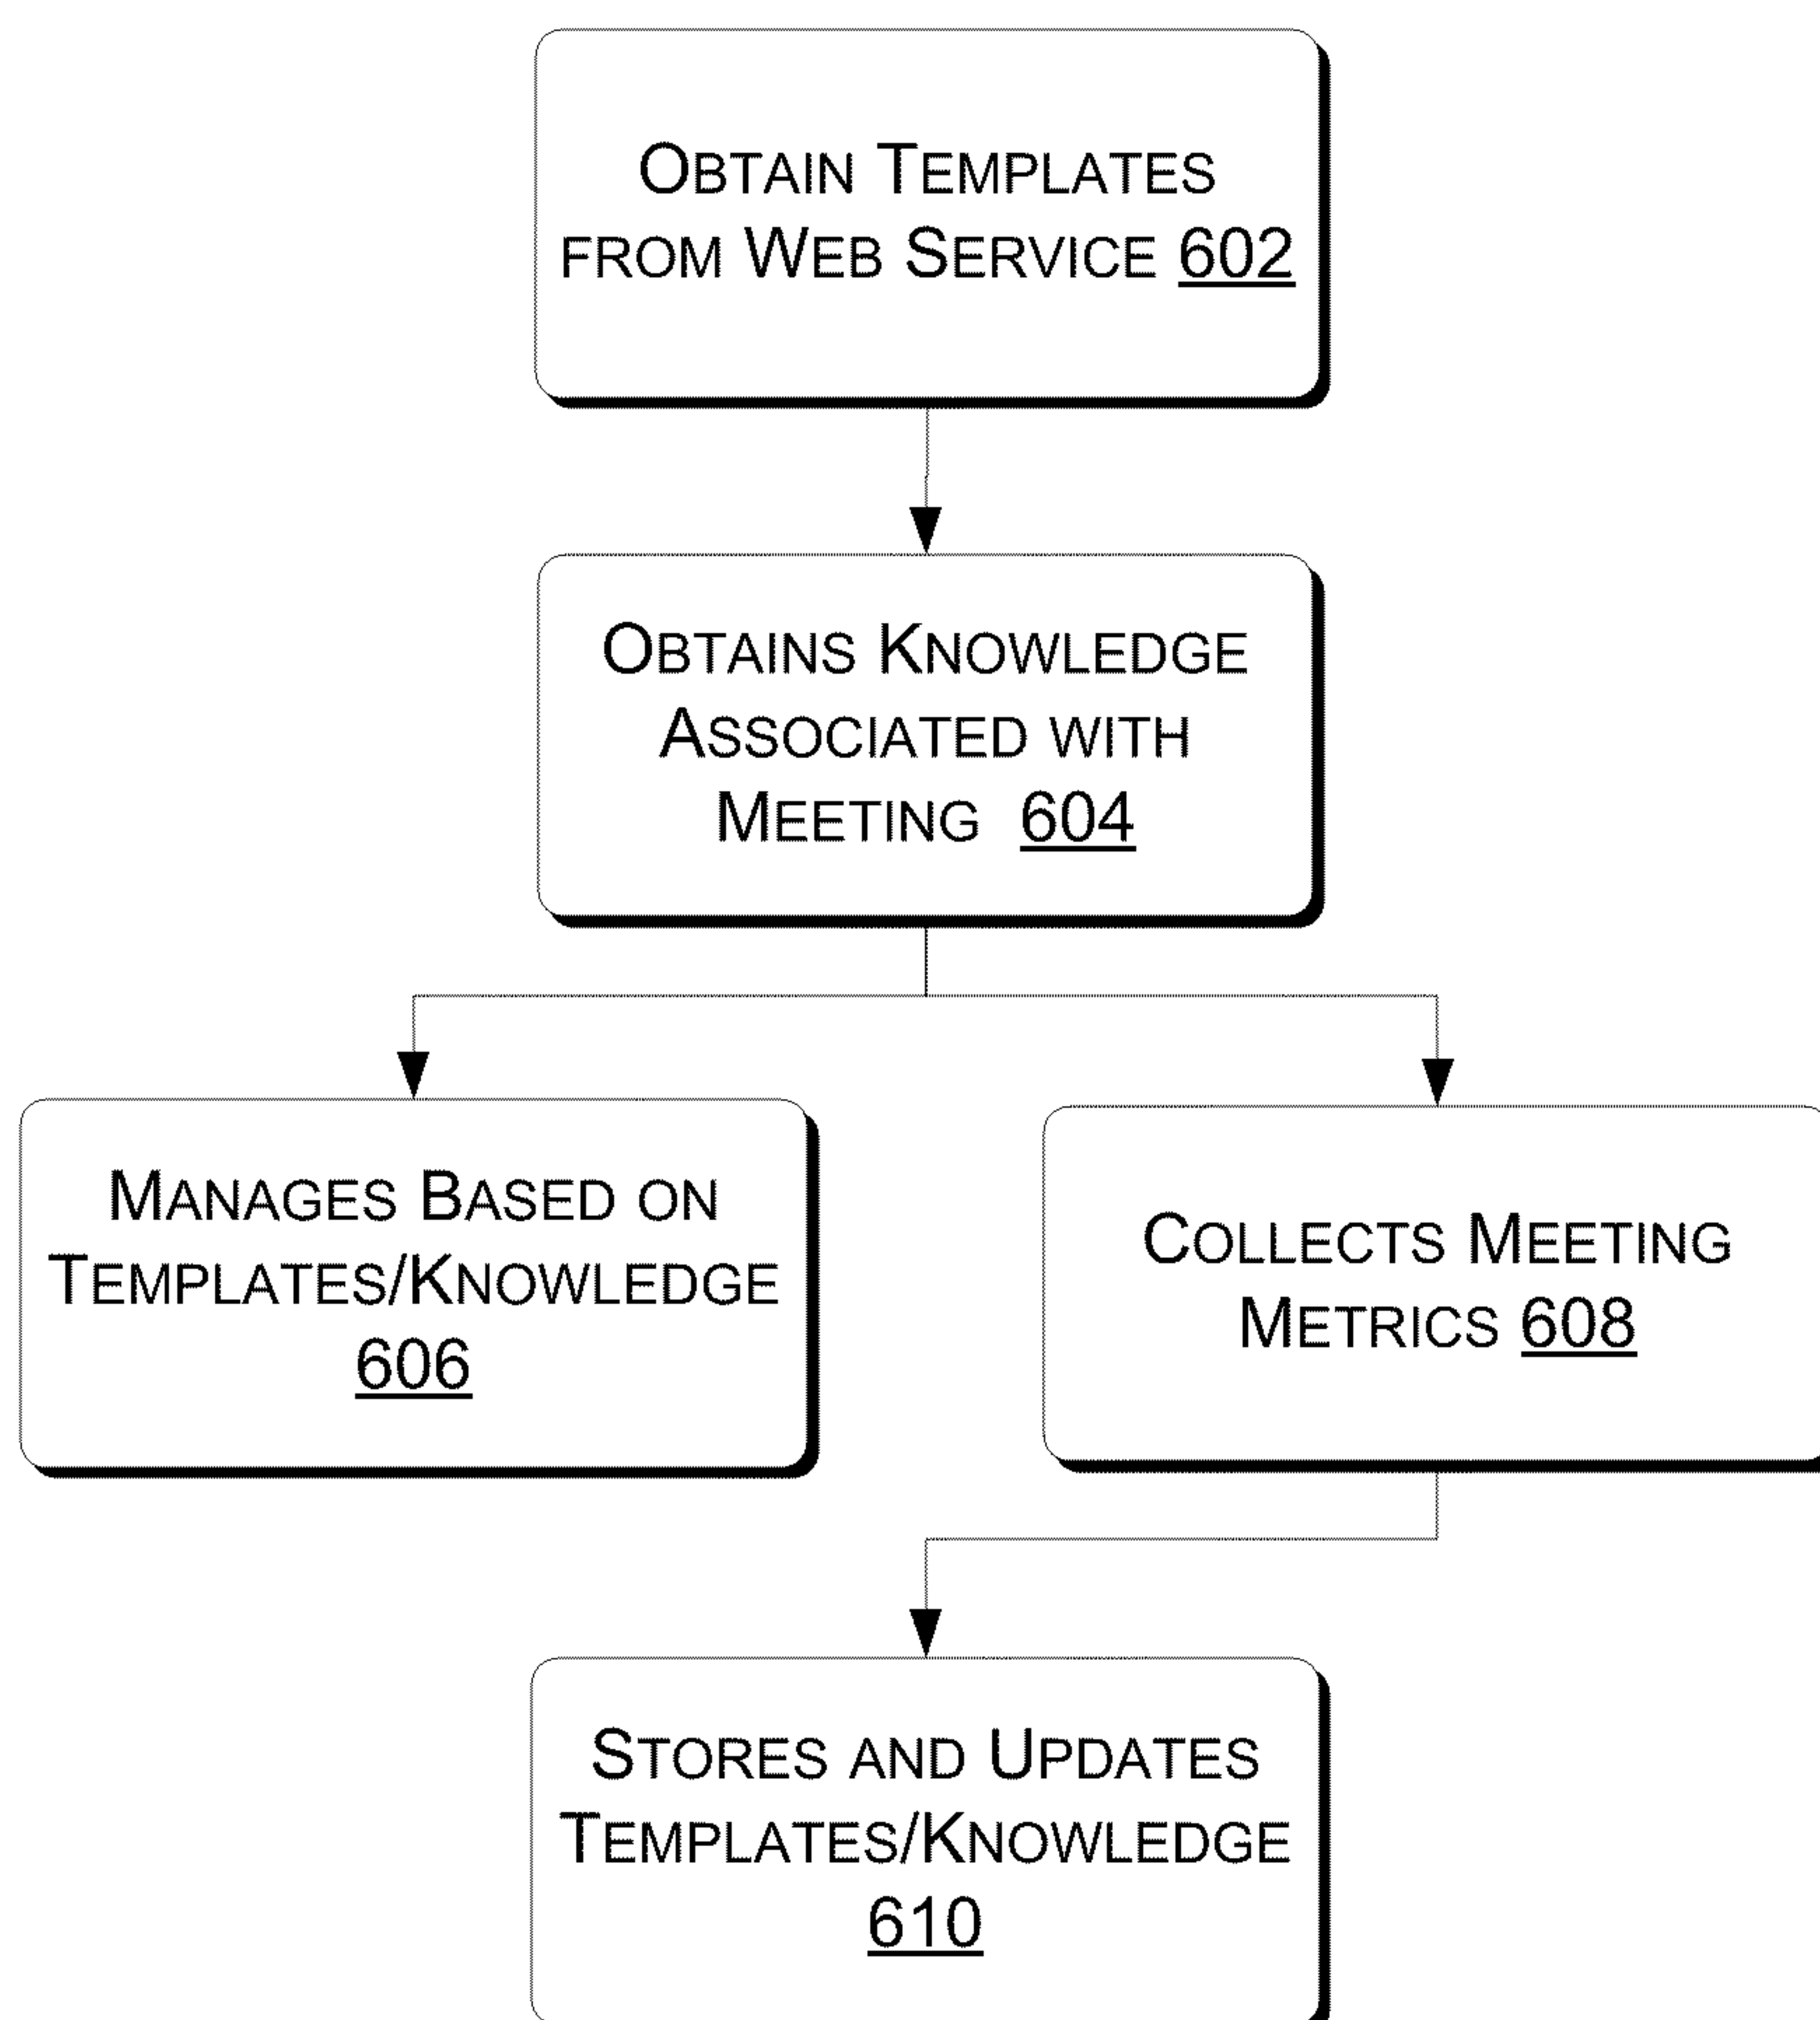 OBTAIN TEMPLATES
FROM WEB SERVICE 602
OBTAINS KNOWLEDGE
ASSOCIATED WITH
MEETING 604
MANAGES BASED ON
TEMPLATES/KNOWLEDGE
606
COLLECTS MEETING
METRICS 608
STORES AND UPDATES
TEMPLATES/KNOWLEDGE
610